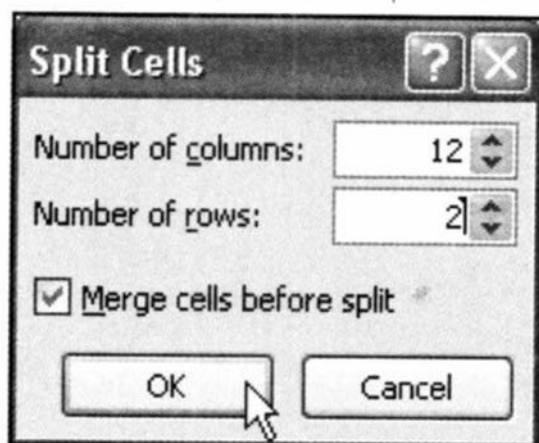 Split Cells ?
Number of columns: 12
Number of rows: 2
Merge cells before split
OK Cancel